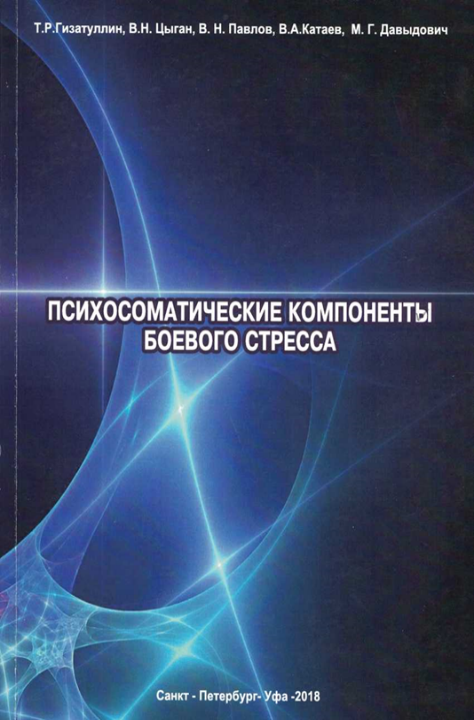 Т.Р.Гизатуллин, В.Н. Цыган, В. Н. Павлов, В.А.Катаев, М. Г. Давыдович
ПСИХОСОМАТИЧЕСКИЕ КОМПОНЕНТЫ
БОЕВОГО СТРЕССА
Санкт - Петербург- Уфа -2018